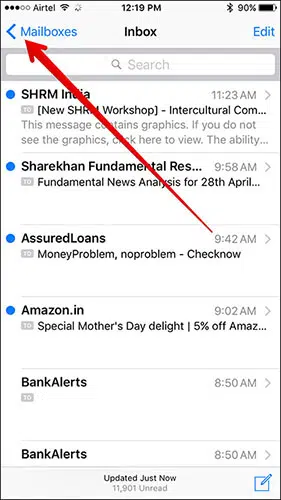 Airtel 12:19 PM 90%
Mailboxes Inbox Edit
Search
SHRM India 11:23 AM
TO [New SHRM Workshop] - Intercultural Com...
This message contains graphics. If you do not
see the graphics, click here to view. The ability...
Sharekhan Fundamental Res... 9:58 AM
TO Fundamental News Analysis for 28th April...
AssuredLoans 9:42 AM
TO MoneyProblem, noproblem - Checknow
Amazon.in 9:02 AM
TO Special Mother's Day delight | 5% off Amaz...
BankAlerts 8:50 AM
TO
BankAlerts 8:50 AM
Updated Just Now
11,901 Unread